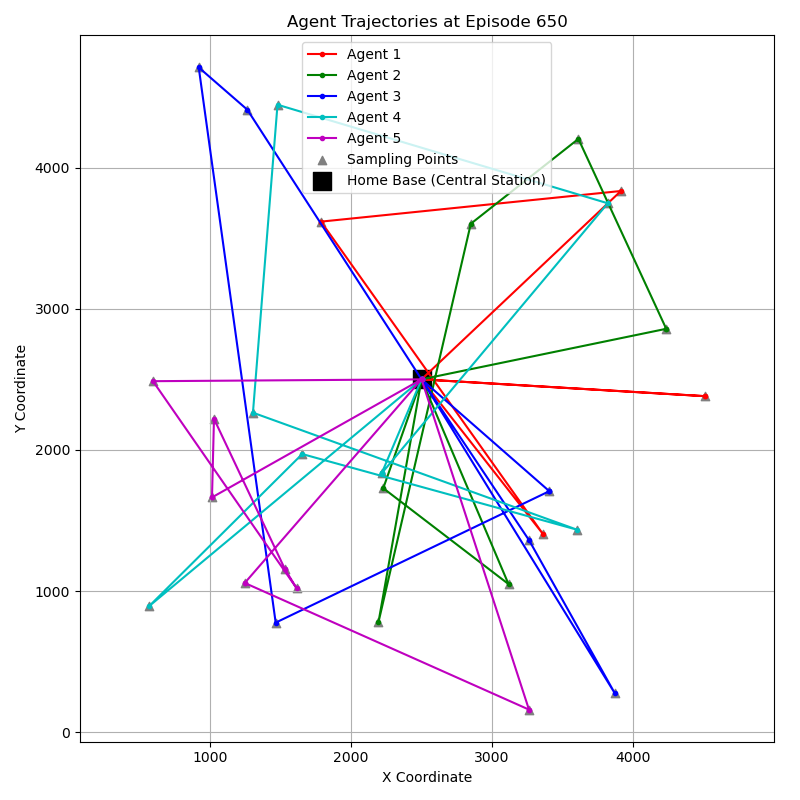 Agent Trajectories at Episode 650
Agent 1
Agent 2
Agent 3
Agent 4
Agent 5
Sampling Points
Home Base (Central Station)
Y Coordinate
4000
3000
2000
1000
0
1000
2000
3000
4000
X Coordinate